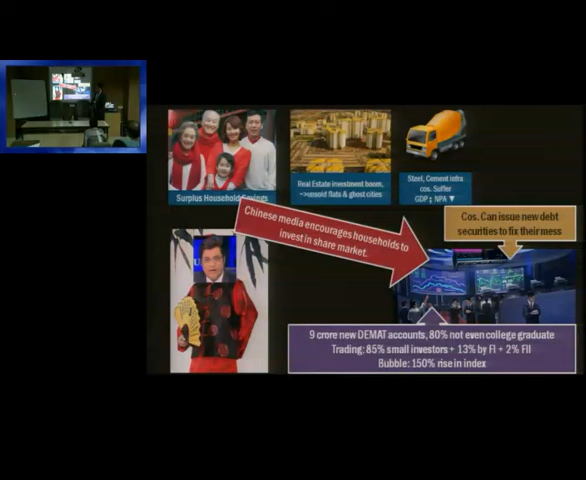 Surplus Household Savings
Real Estate investment boom,
->unsold flats & ghost cities
Steel, Cement infra
cos. Suffer
GDP ; NPA ▼
Cos. Can issue new debt
securities to fix their mess
Chinese media encourages households to
invest in share market.
9 crore new DEMAT accounts, 80% not even college graduate
Trading: 85% small investors + 13% by FI + 2% FII
Bubble: 150% rise in index